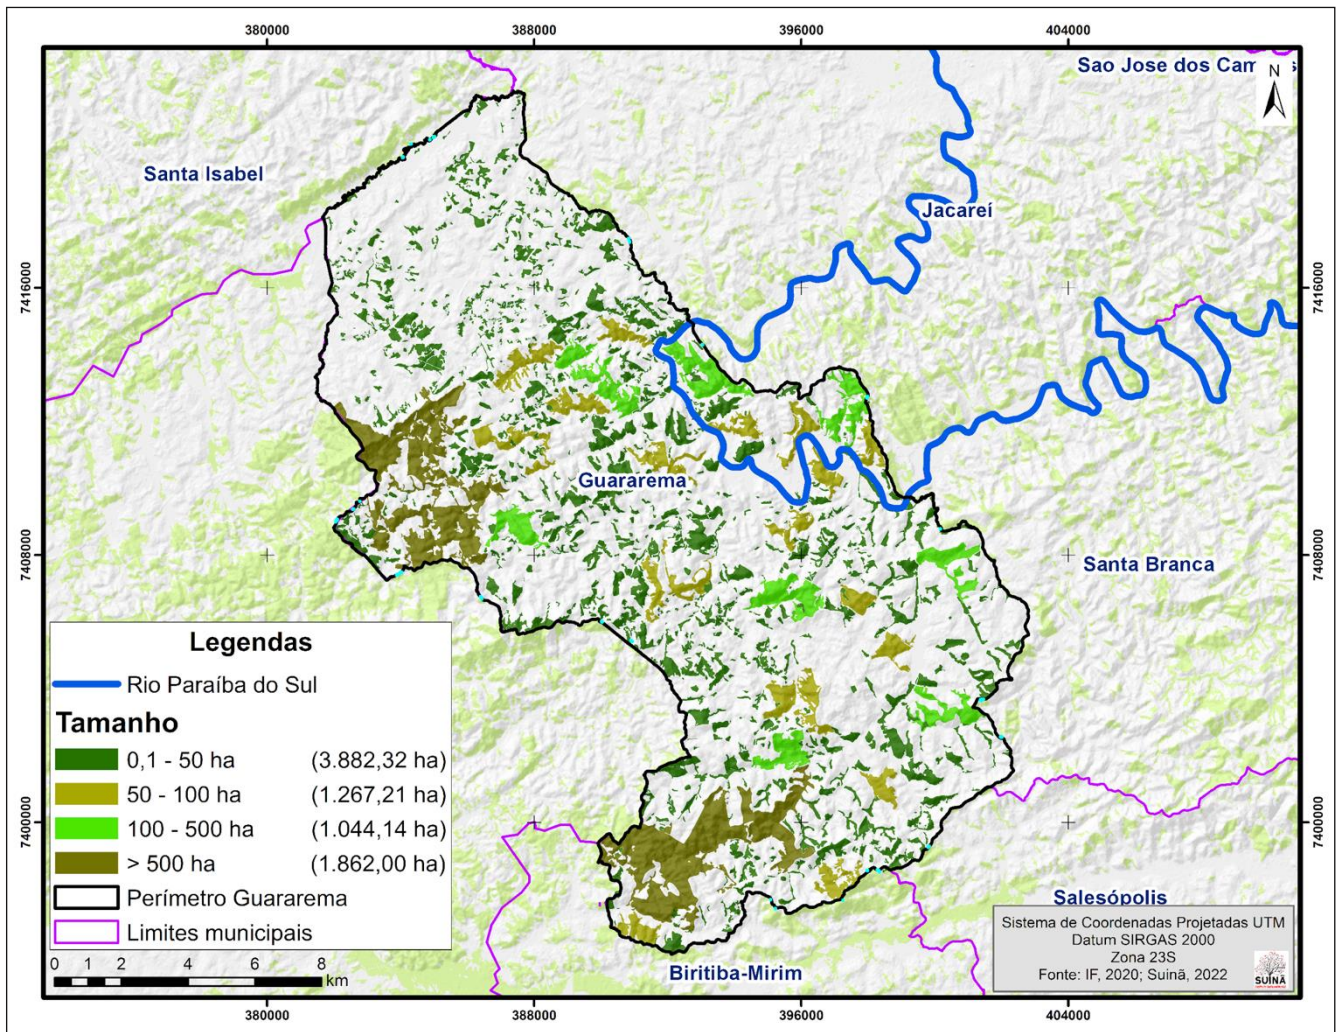 380000
388000
396000
404000
Sao Jose dos Cam
N
Santa Isabel
Jacareí
7416000
7416000
Guararema
7408000
7408000
Santa Branca
Legendas
Rio Paraíba do Sul
Tamanho
0,1 - 50 ha (3.882,32 ha)
50 - 100 ha (1.267,21 ha)
100 - 500 ha (1.044,14 ha)
> 500 ha (1.862,00 ha)
Perímetro Guararema
Limites municipais
0 1 2 4 6 8
km
7400000
7400000
Salesópolis
Biritiba-Mirim
Sistema de Coordenadas Projetadas UTM
Datum SIRGAS 2000
Zona 23S
Fonte: IF, 2020; Suinã, 2022
SUINÃ
380000
388000
396000
404000